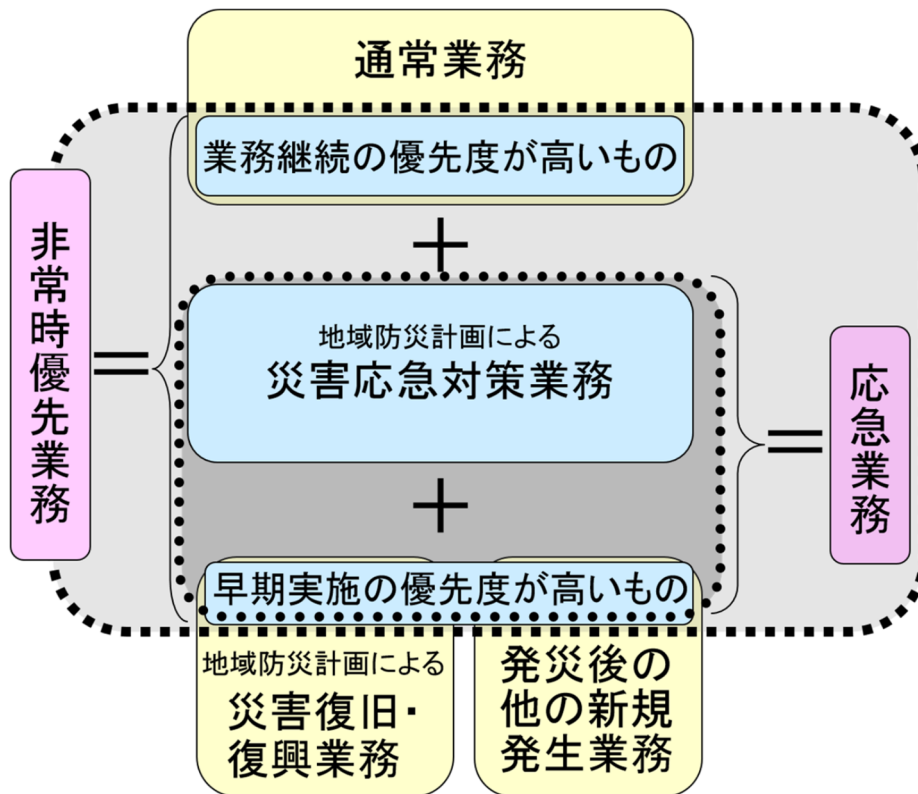 通常業務
業務継続の優先度が高いもの
＋
非常時優先業務
＝
地域防災計画による
災害応急対策業務
＝
応急業務
＋
早期実施の優先度が高いもの
地域防災計画による
災害復旧・
復興業務
発災後の
他の新規
発生業務